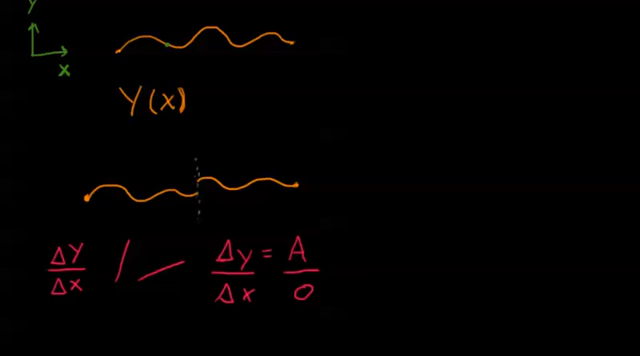 Y
X
Y(X)
ΔY/ΔX / — Δy/Δx = A/0